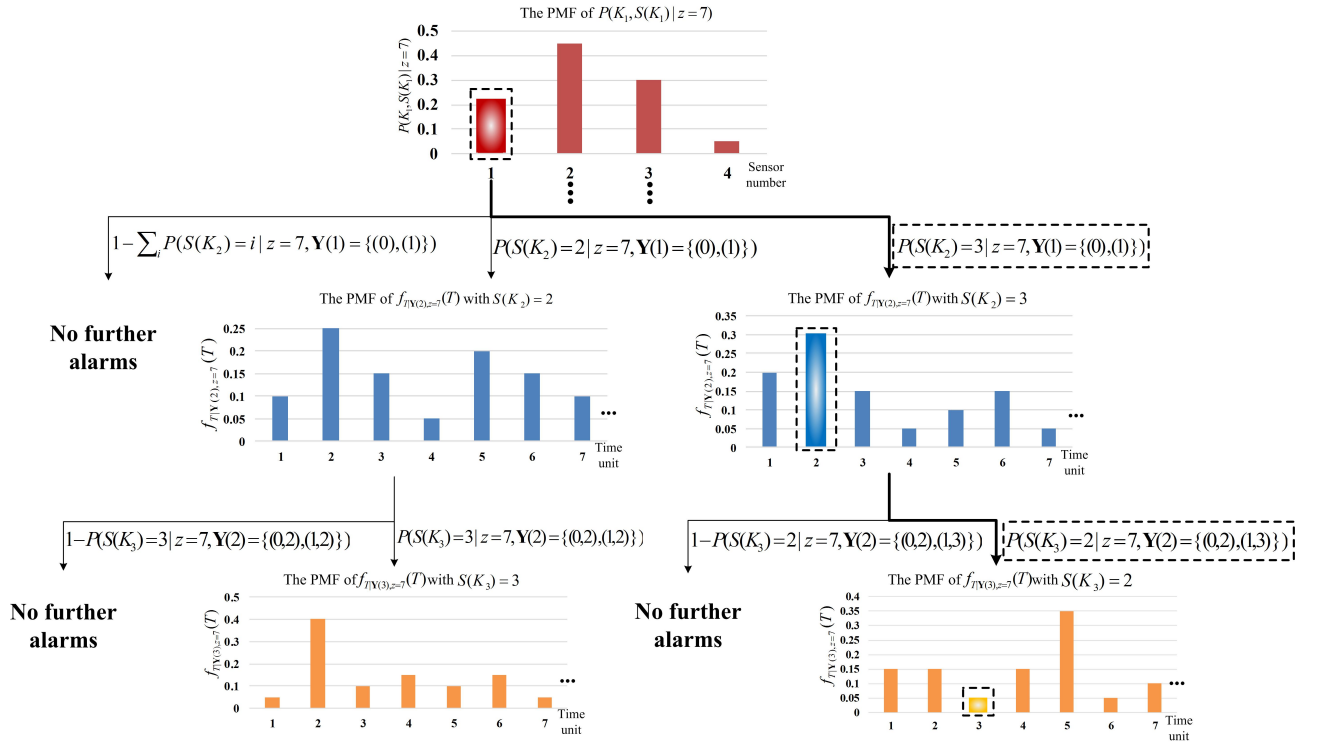 The PMF of P(K₁, S(K₁) | z = 7)
P(K₁, S(K₁) | z = 7)
0.5
0.4
0.3
0.2
0.1
0
1 2 3 4
Sensor number
1−∑ᵢ P(S(K₂) = i | z = 7, Y(1) = {(0),(1)})
P(S(K₂) = 2 | z = 7, Y(1) = {(0),(1)})
P(S(K₂) = 3 | z = 7, Y(1) = {(0),(1)})
No further alarms
The PMF of f_{T|Y(2),z=7}(T) with S(K₂) = 2
f_{T|Y(2),z=7}(T)
0.25
0.2
0.15
0.1
0.05
0
1 2 3 4 5 6 7 ...
Time unit
The PMF of f_{T|Y(2),z=7}(T) with S(K₂) = 3
f_{T|Y(2),z=7}(T)
0.35
0.3
0.25
0.2
0.15
0.1
0.05
0
1 2 3 4 5 6 7 ...
Time unit
1−P(S(K₃)=3 | z = 7, Y(2) = {(0,2),(1,2)})
P(S(K₃)=3 | z = 7, Y(2) = {(0,2),(1,2)})
1−P(S(K₃)=2 | z = 7, Y(2) = {(0,2),(1,3)})
P(S(K₃)=2 | z = 7, Y(2) = {(0,2),(1,3)})
No further alarms
The PMF of f_{T|Y(3),z=7}(T) with S(K₃) = 3
f_{T|Y(3),z=7}(T)
0.5
0.4
0.3
0.2
0.1
0
1 2 3 4 5 6 7 ...
Time unit
No further alarms
The PMF of f_{T|Y(3),z=7}(T) with S(K₃) = 2
f_{T|Y(3),z=7}(T)
0.4
0.35
0.3
0.25
0.2
0.15
0.1
0.05
0
1 2 3 4 5 6 7 ...
Time unit